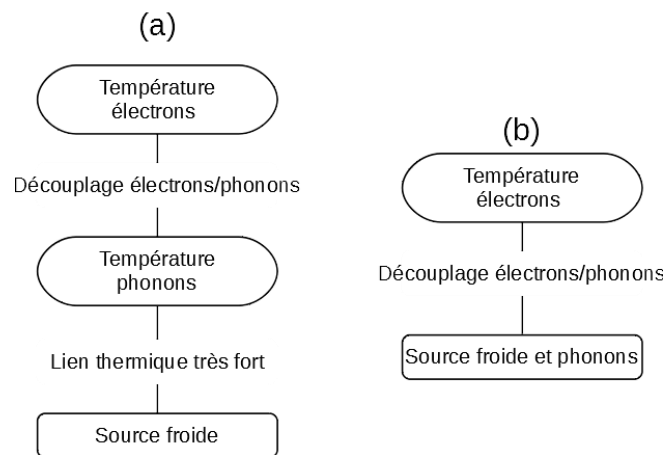 (a)
Température
électrons
Découplage électrons/phonons
Température
phonons
Lien thermique très fort
Source froide
(b)
Température
électrons
Découplage électrons/phonons
Source froide et phonons